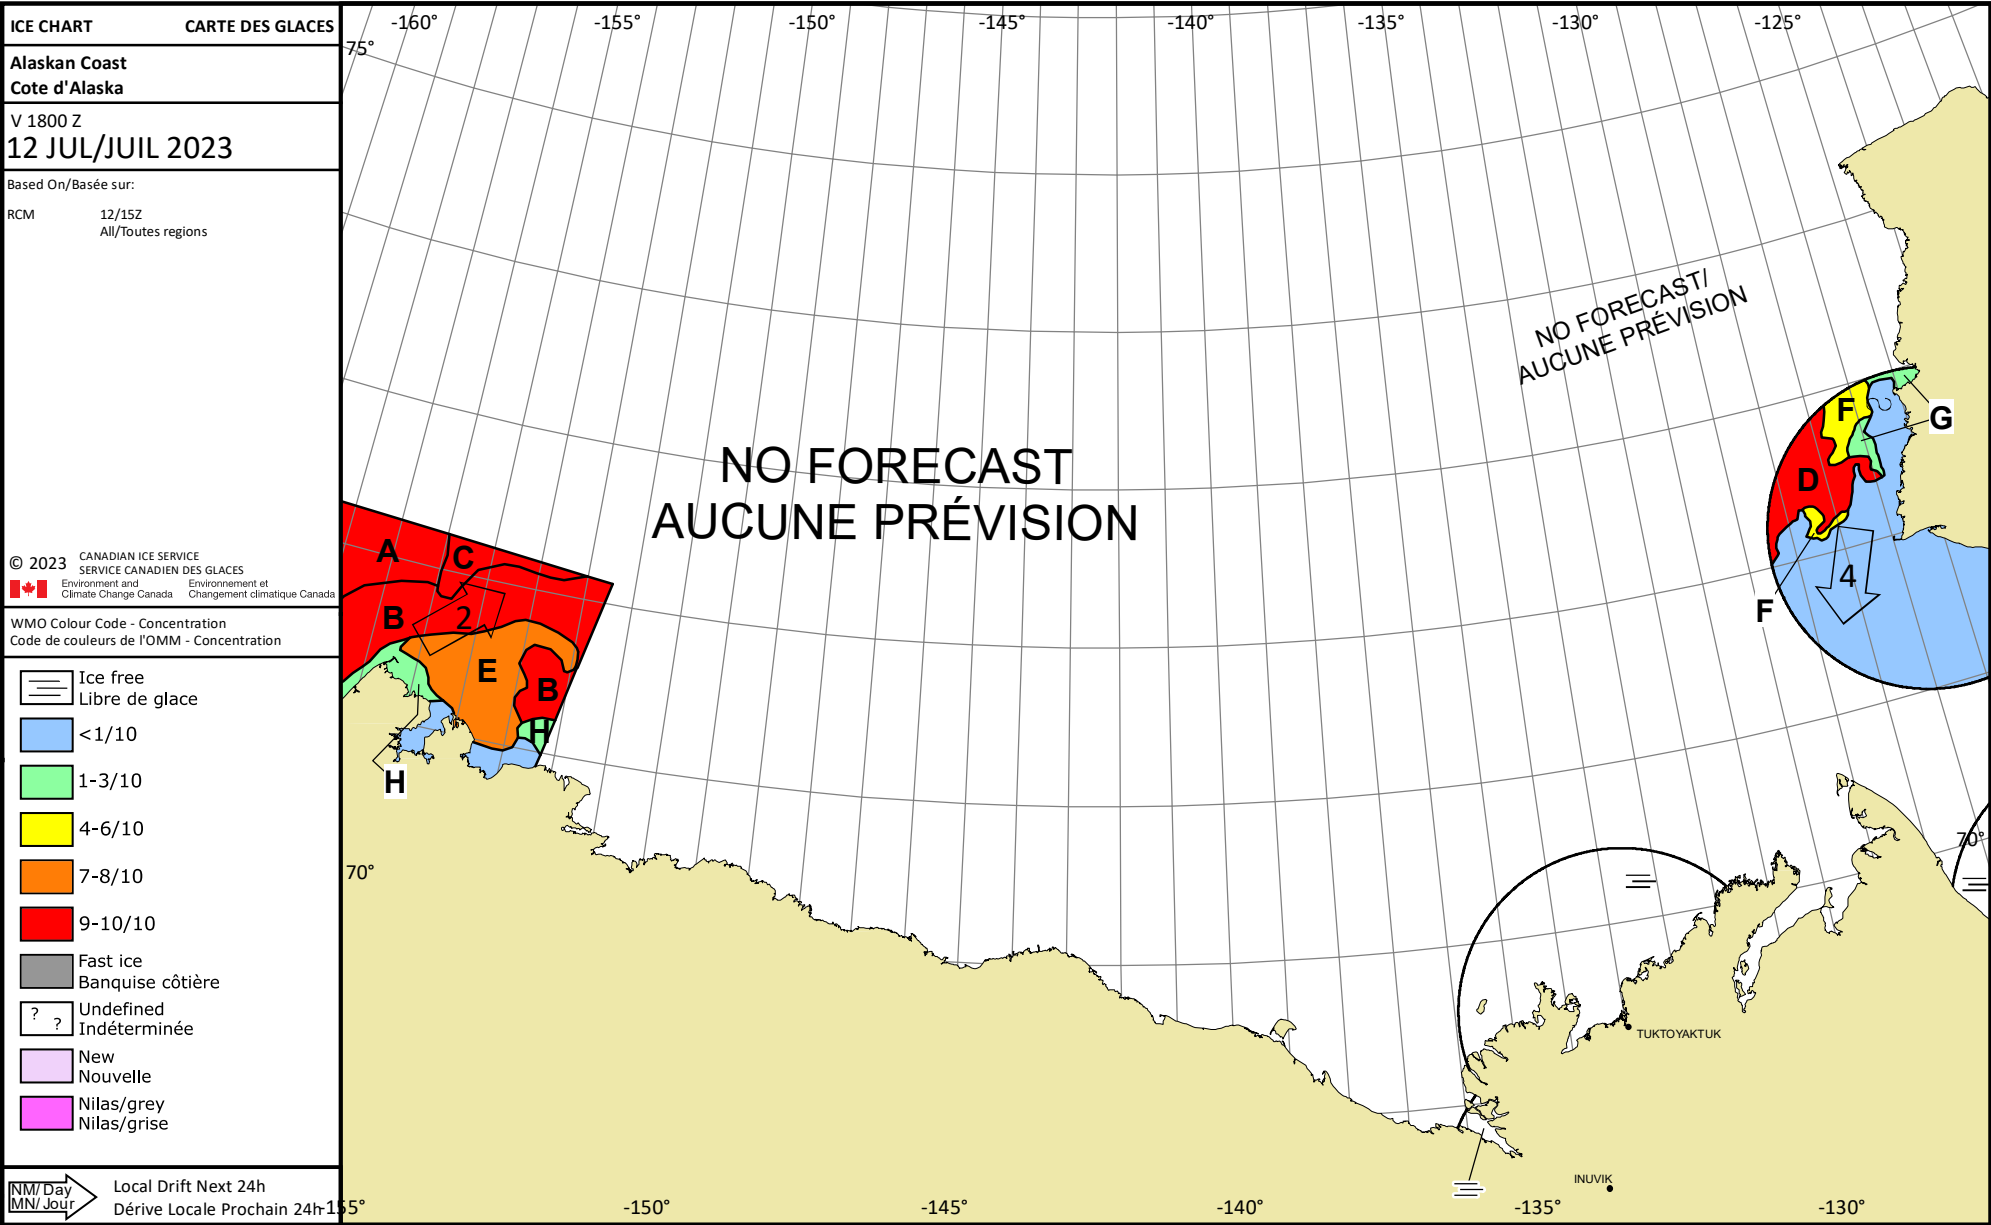 ICE CHART CARTE DES GLACES
Alaskan Coast
Cote d'Alaska
V 1800 Z
12 JUL/JUIL 2023
Based On/Basée sur:
RCM 12/15Z
All/Toutes regions
© 2023 CANADIAN ICE SERVICE
SERVICE CANADIEN DES GLACES
Environment and Climate Change Canada
Environnement et Changement climatique Canada
WMO Colour Code - Concentration
Code de couleurs de l'OMM - Concentration
Ice free
Libre de glace
<1/10
1-3/10
4-6/10
7-8/10
9-10/10
Fast ice
Banquise côtière
? ?
Undefined
Indéterminée
New
Nouvelle
Nilas/grey
Nilas/grise
NM/Day
MN/Jour
Local Drift Next 24h
Dérive Locale Prochain 24h
-160° -155° -150° -145° -140° -135° -130° -125°
75°
NO FORECAST/
AUCUNE PRÉVISION
NO FORECAST
AUCUNE PRÉVISION
F
G
D
A
C
4
B
2
F
E
B
H
H
70°
70°
TUKTOYAKTUK
INUVIK
-155° -150° -145° -140° -135° -130°